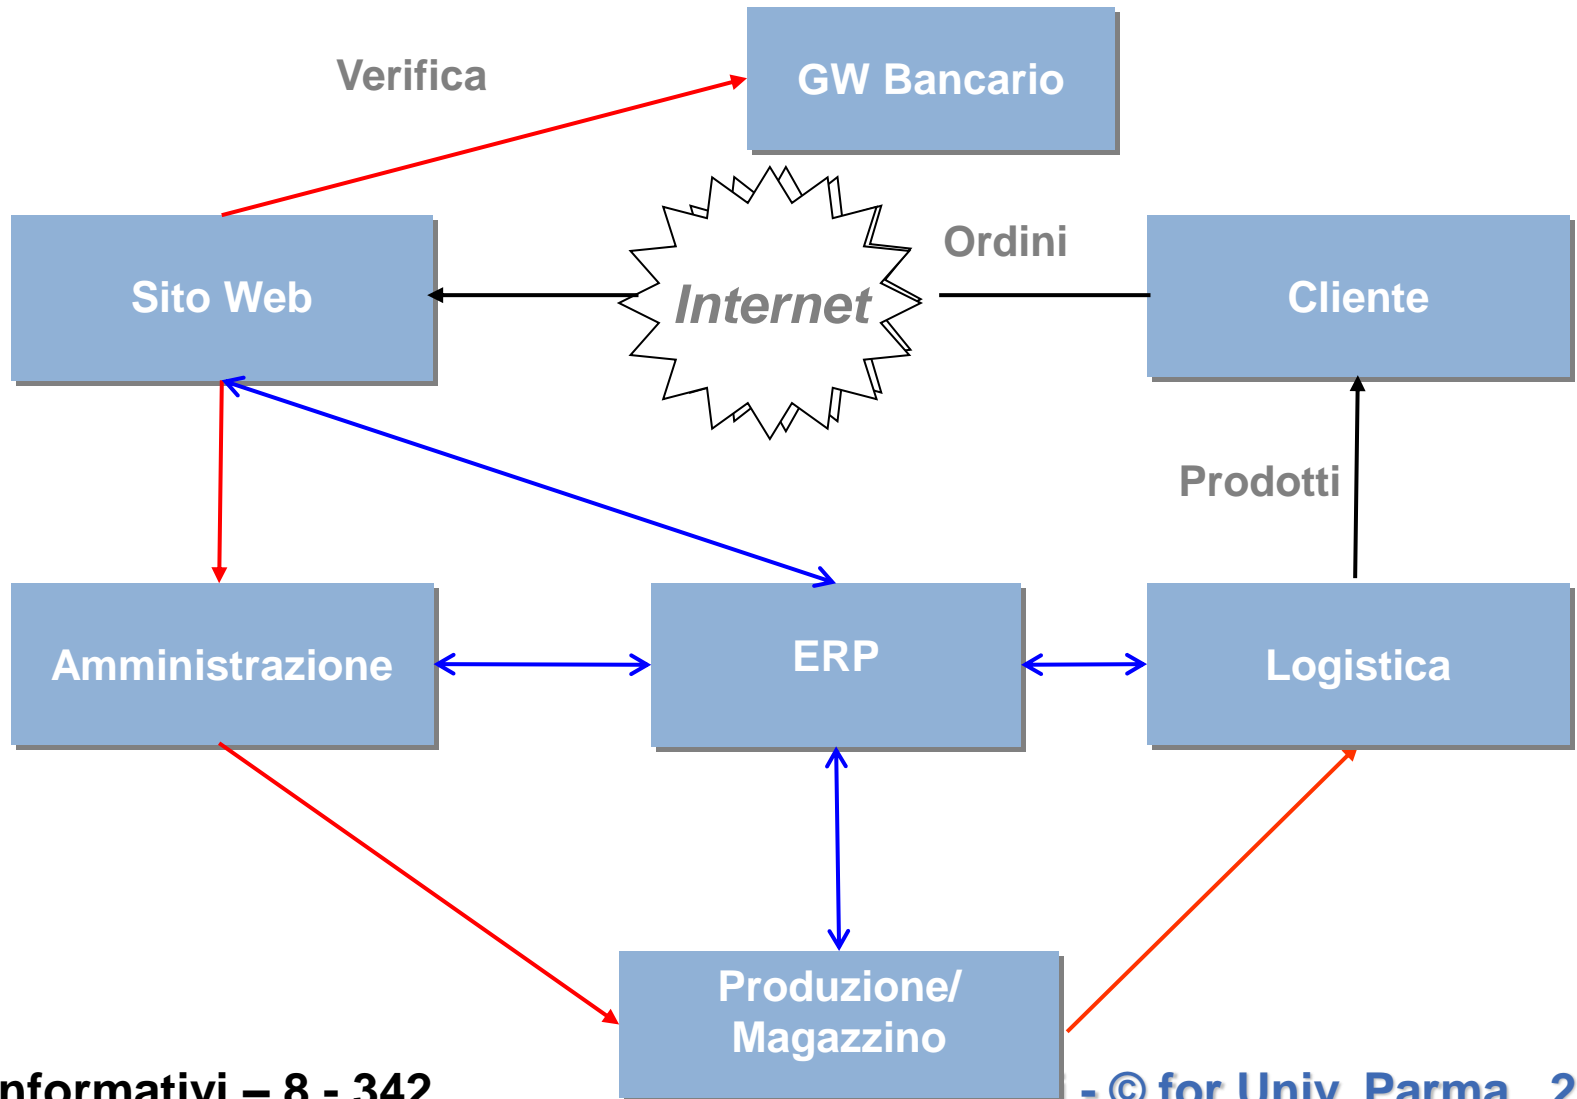 Verifica
GW Bancario
Ordini
Sito Web
Internet
Cliente
Prodotti
Amministrazione
ERP
Logistica
Produzione/
Magazzino
nformativi – 8 - 342
- © for Univ. Parma 2